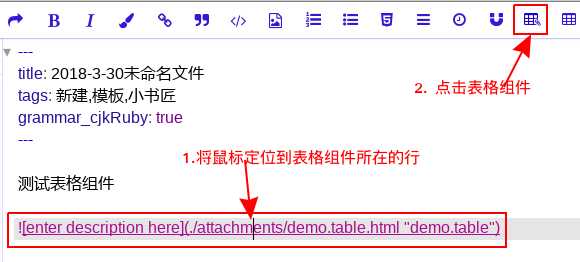 ---
title: 2018-3-30未命名文件
tags: 新建,模板,小书匠
grammar_cjkRuby: true
---
2. 点击表格组件
1.将鼠标定位到表格组件所在的行
测试表格组件
![enter description here](./attachments/demo.table.html "demo.table")